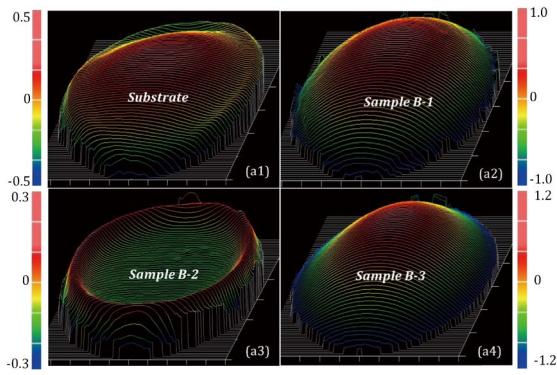 0.5
0
-0.5
Substrate
(a1)
Sample B-1
(a2)
1.0
0
-1.0
0.3
0
-0.3
Sample B-2
(a3)
Sample B-3
(a4)
1.2
0
-1.2